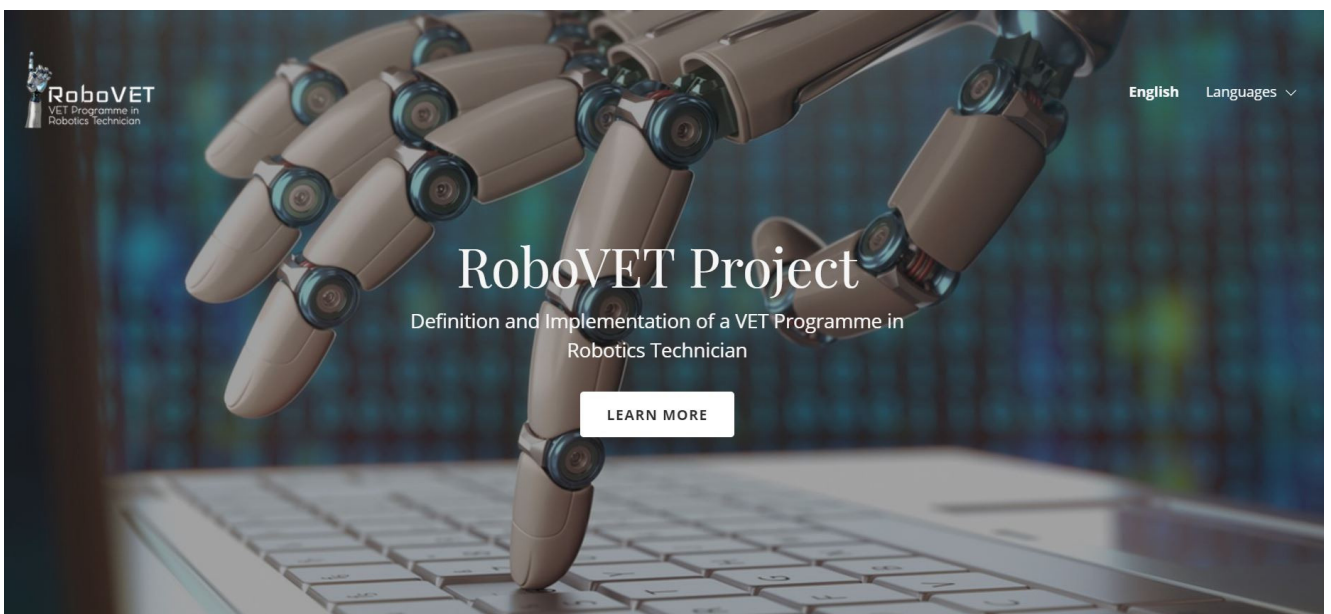 RoboVET
VET Programme in
Robotics Technician
English
Languages
RoboVET Project
Definition and Implementation of a VET Programme in
Robotics Technician
LEARN MORE